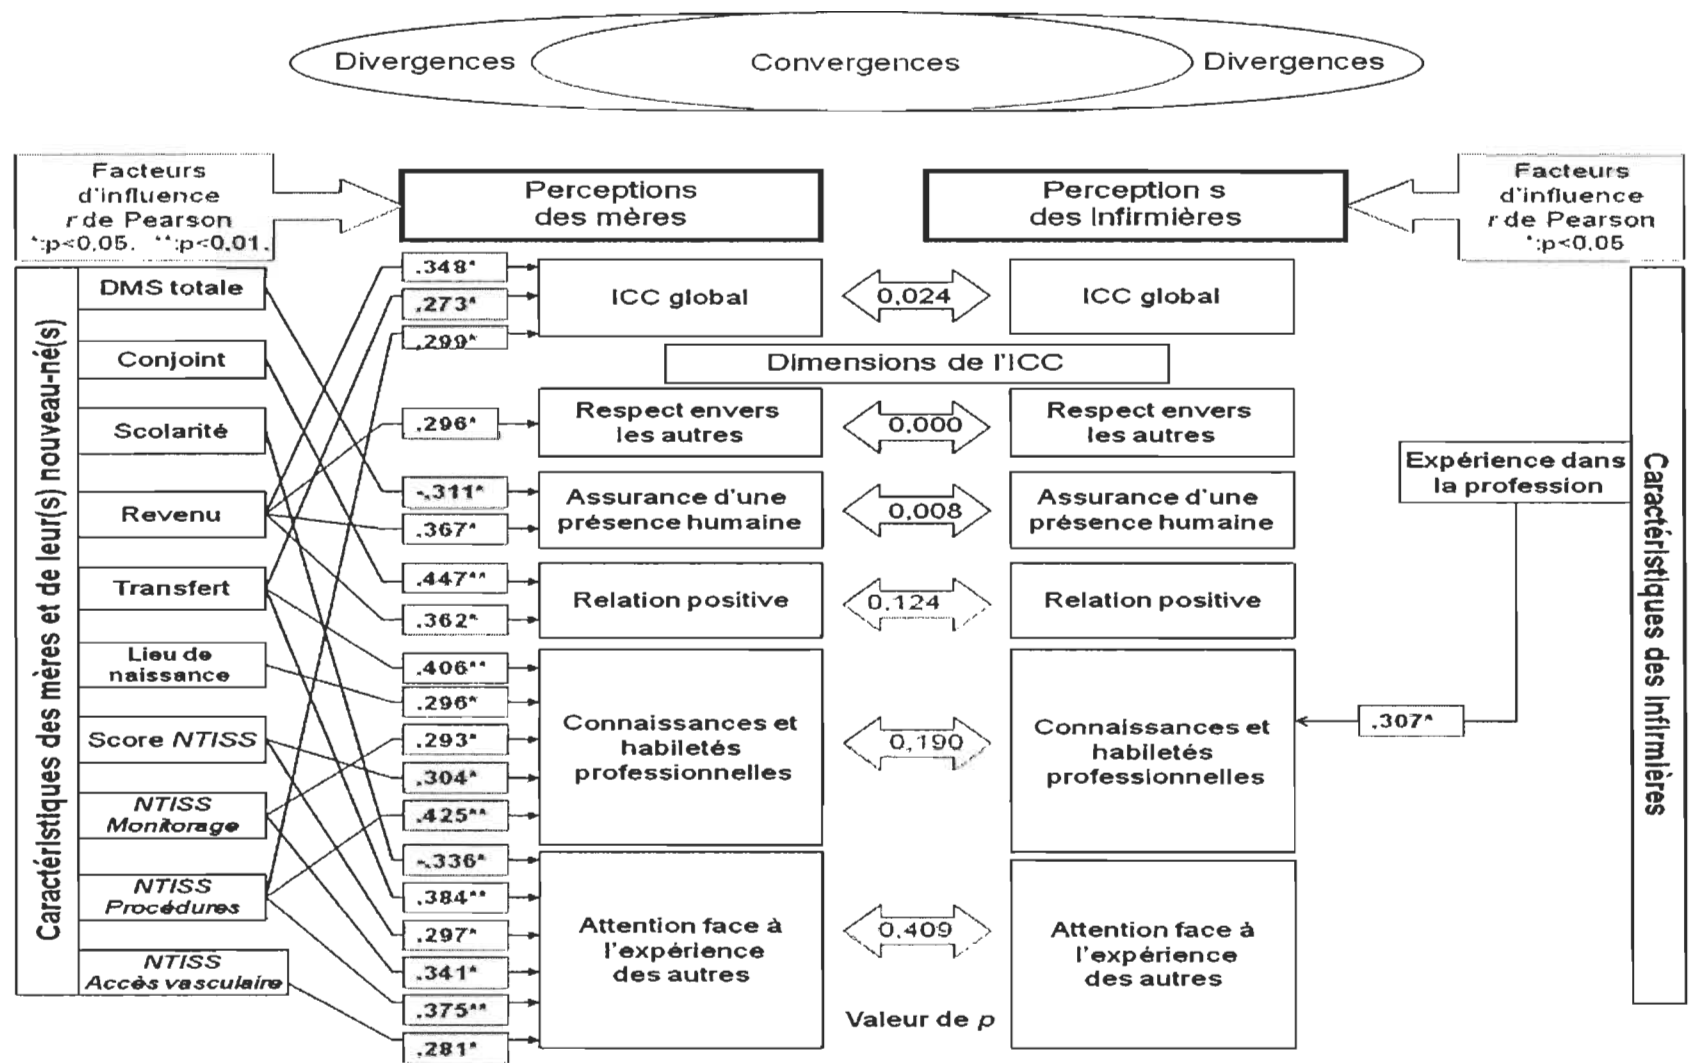 Divergences
Convergences
Divergences
Facteurs
d'influence
r de Pearson
*:p<0,05. **:p<0,01.
Perceptions
des mères
Perception s
des Infirmières
Facteurs
d'influence
r de Pearson
*:p<0,05
Caractéristiques des mères et de leur(s) nouveau-né(s)
DMS totale
Conjoint
Scolarité
Revenu
Transfert
Lieu de
naissance
Score NTISS
NTISS
Monitorage
NTISS
Procédures
NTISS
Accès vasculaire
.348*
.273*
.299*
.296*
-.311*
.367*
.447**
.362*
.406**
.296*
.293*
.304*
.425**
-.336*
.384**
.297*
.341*
.375**
.281*
ICC global
0,024
ICC global
Dimensions de l'ICC
Respect envers
les autres
0,000
Respect envers
les autres
Assurance d'une
présence humaine
0,008
Assurance d'une
présence humaine
Relation positive
0,124
Relation positive
Connaissances et
habiletés
professionnelles
0,190
Connaissances et
habiletés
professionnelles
Attention face à
l'expérience
des autres
0,409
Attention face à
l'expérience
des autres
Valeur de p
Expérience dans
la profession
.307*
Caractéristiques des infirmières